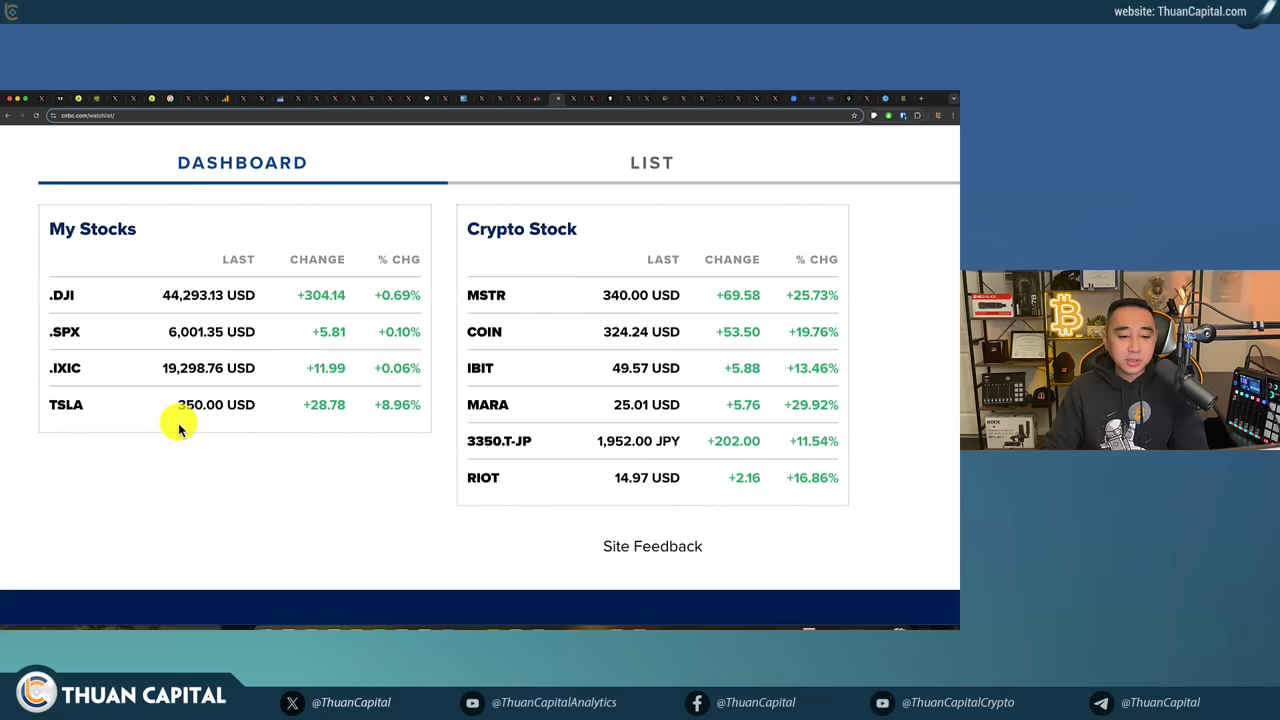 website: ThuanCapital.com
cnbc.com/watchlist/
DASHBOARD
LIST
My Stocks
LAST CHANGE % CHG
.DJI 44,293.13 USD +304.14 +0.69%
.SPX 6,001.35 USD +5.81 +0.10%
.IXIC 19,298.76 USD +11.99 +0.06%
TSLA 350.00 USD +28.78 +8.96%
Crypto Stock
LAST CHANGE % CHG
MSTR 340.00 USD +69.58 +25.73%
COIN 324.24 USD +53.50 +19.76%
IBIT 49.57 USD +5.88 +13.46%
MARA 25.01 USD +5.76 +29.92%
3350.T-JP 1,952.00 JPY +202.00 +11.54%
RIOT 14.97 USD +2.16 +16.86%
Site Feedback
THUAN CAPITAL
@ThuanCapital
@ThuanCapitalAnalytics
@ThuanCapital
@ThuanCapitalCrypto
@ThuanCapital